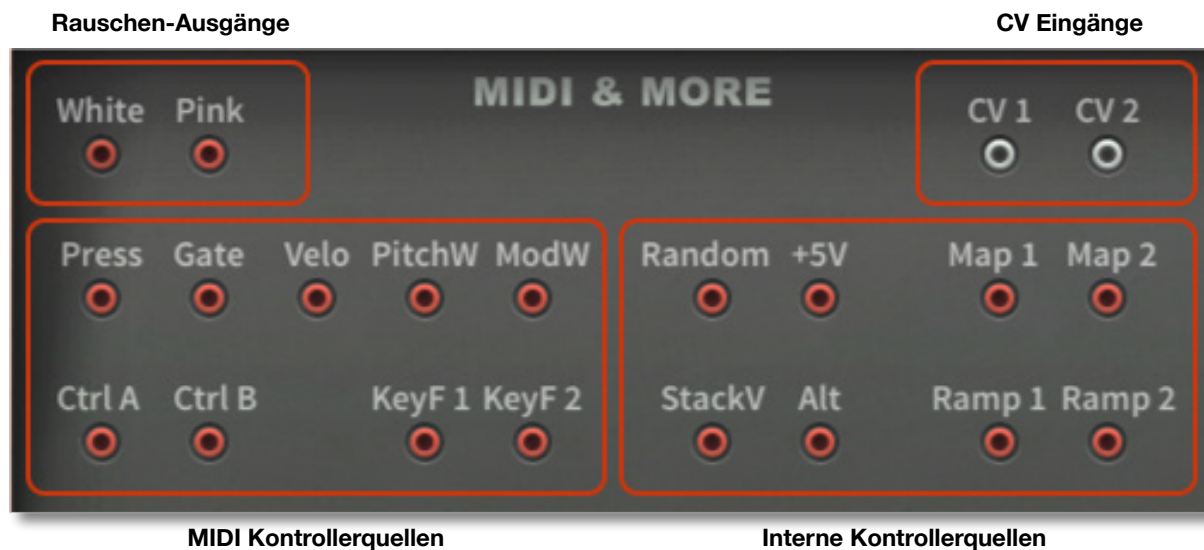 Rauschen-Ausgänge CV Eingänge
MIDI & MORE
White Pink CV 1 CV 2
Press Gate Velo PitchW ModW Random +5V Map 1 Map 2
Ctrl A Ctrl B KeyF 1 KeyF 2 StackV Alt Ramp 1 Ramp 2
MIDI Kontrollerquellen Interne Kontrollerquellen